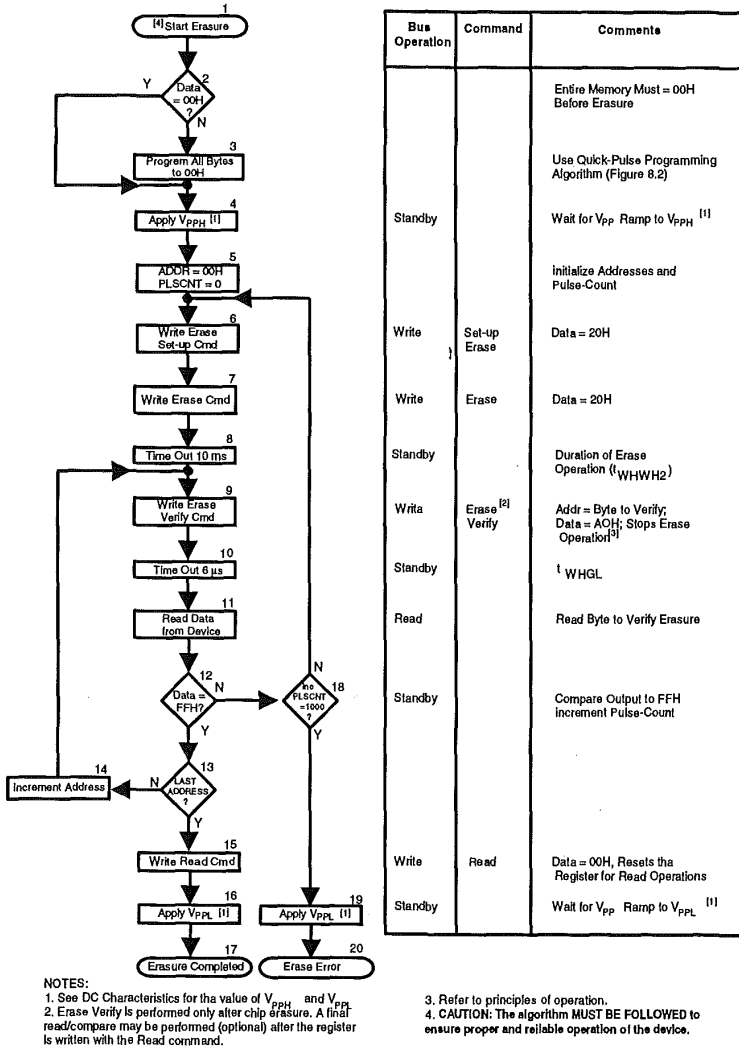 1
[4] Start Erasure
2
Data
= 00H
?
Y
N
3
Program All Bytes
to 00H
4
Apply VPPH [1]
5
ADDR = 00H
PLSCNT = 0
6
Write Erase
Set-up Cmd
7
Write Erase Cmd
8
Time Out 10 ms
9
Write Erase
Verify Cmd
10
Time Out 6 µs
11
Read Data
from Device
12
Data =
FFH?
N
Y
N
Inc
PLSCNT
=1000
?
18
Y
13
LAST
ADDRESS
?
N
Y
14
Increment Address
15
Write Read Cmd
16
Apply VPPL [1]
17
Erasure Completed
19
Apply VPPL [1]
20
Erase Error
Bus
Operation
Command
Comments
Entire Memory Must = 00H
Before Erasure
Use Quick-Pulse Programming
Algorithm (Figure 8.2)
Standby
Wait for VPP Ramp to VPPH [1]
Initialize Addresses and
Pulse-Count
Write
Set-up
Erase
Data = 20H
Write
Erase
Data = 20H
Standby
Duration of Erase
Operation (tWHWH2)
Writa
Erase [2]
Verify
Addr = Byte to Verify;
Data = AOH; Stops Erase
Operation[3]
Standby
tWHGL
Read
Read Byte to Verify Erasure
Standby
Compare Output to FFH
Increment Pulse-Count
Write
Read
Data = 00H, Resets tha
Register for Read Operations
Standby
Wait for VPP Ramp to VPPL [1]
NOTES:
1. See DC Characteristics for tha value of VPPH and VPPL
2. Erase Verify is performed only after chip erasure. A final
read/compare may be performed (optional) after the register
is written with the Read command.
3. Refer to principles of operation.
4. CAUTION: The algorithm MUST BE FOLLOWED to
ensure proper and reliable operation of the device.